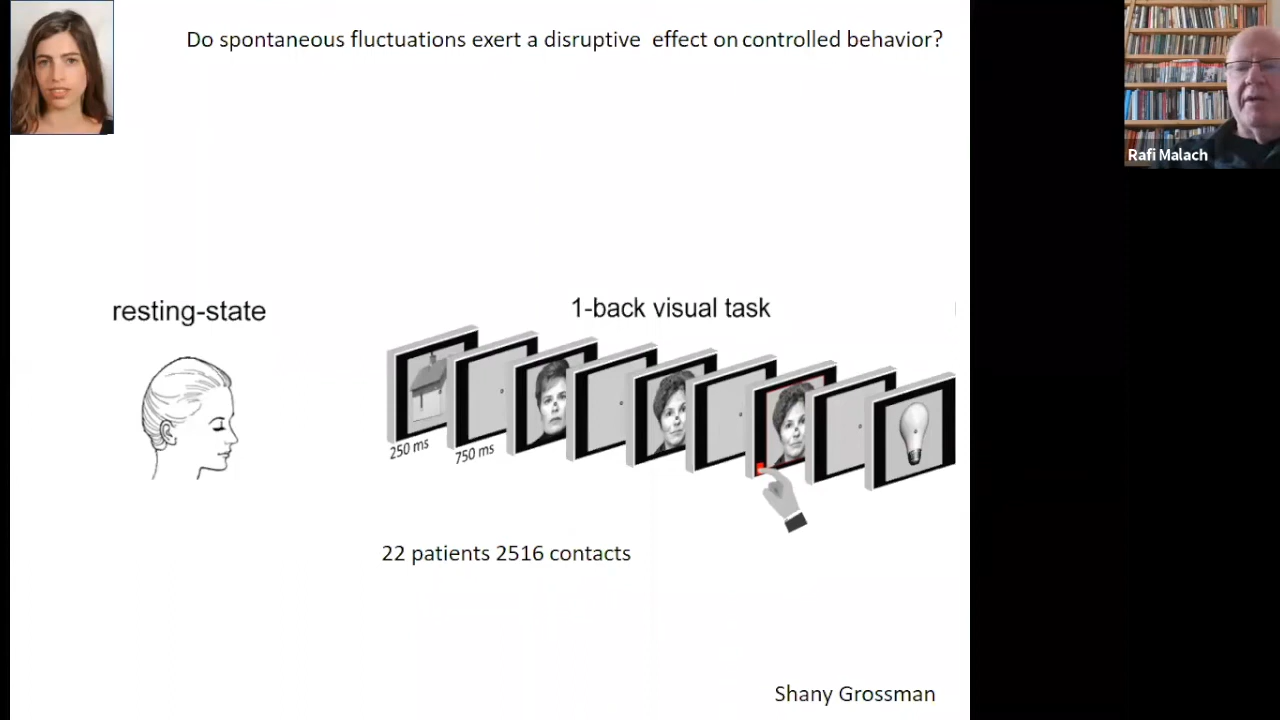 Do spontaneous fluctuations exert a disruptive effect on controlled behavior?
Rafi Malach
resting-state
1-back visual task
250 ms
750 ms
22 patients 2516 contacts
Shany Grossman